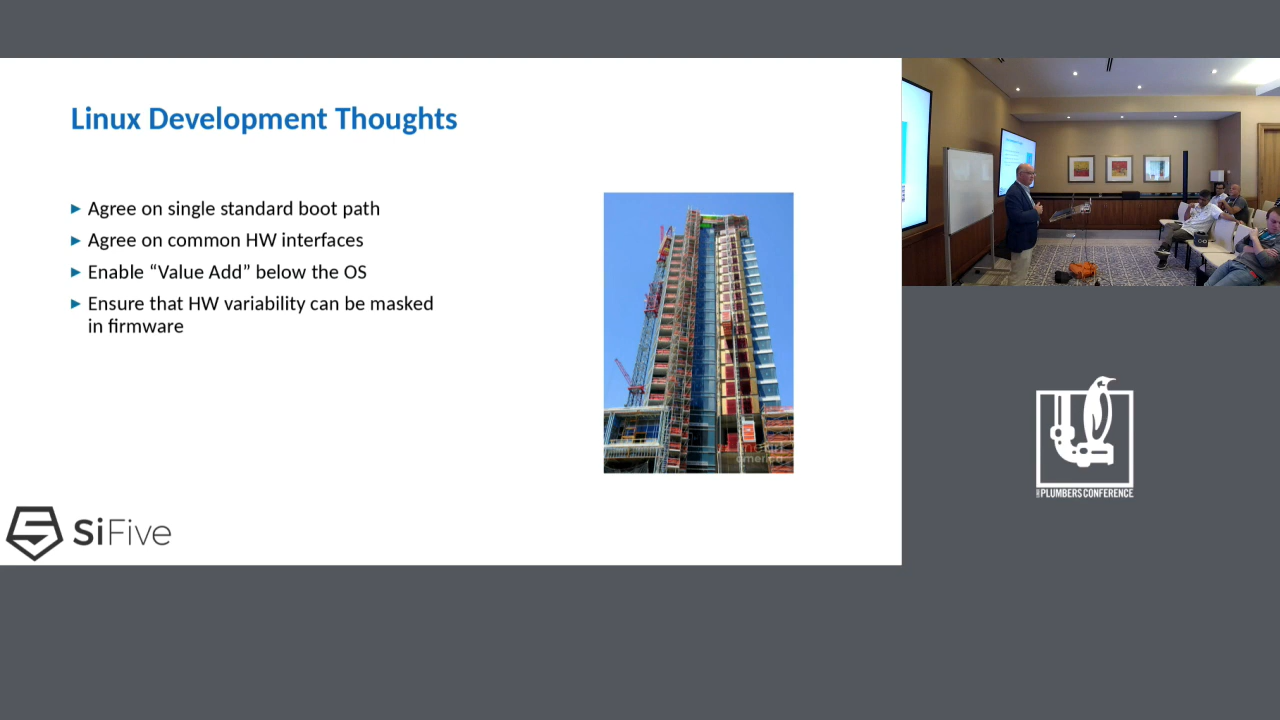 Linux Development Thoughts
Agree on single standard boot path
Agree on common HW interfaces
Enable “Value Add” below the OS
Ensure that HW variability can be masked
in firmware
SiFive
PLUMBERS CONFERENCE